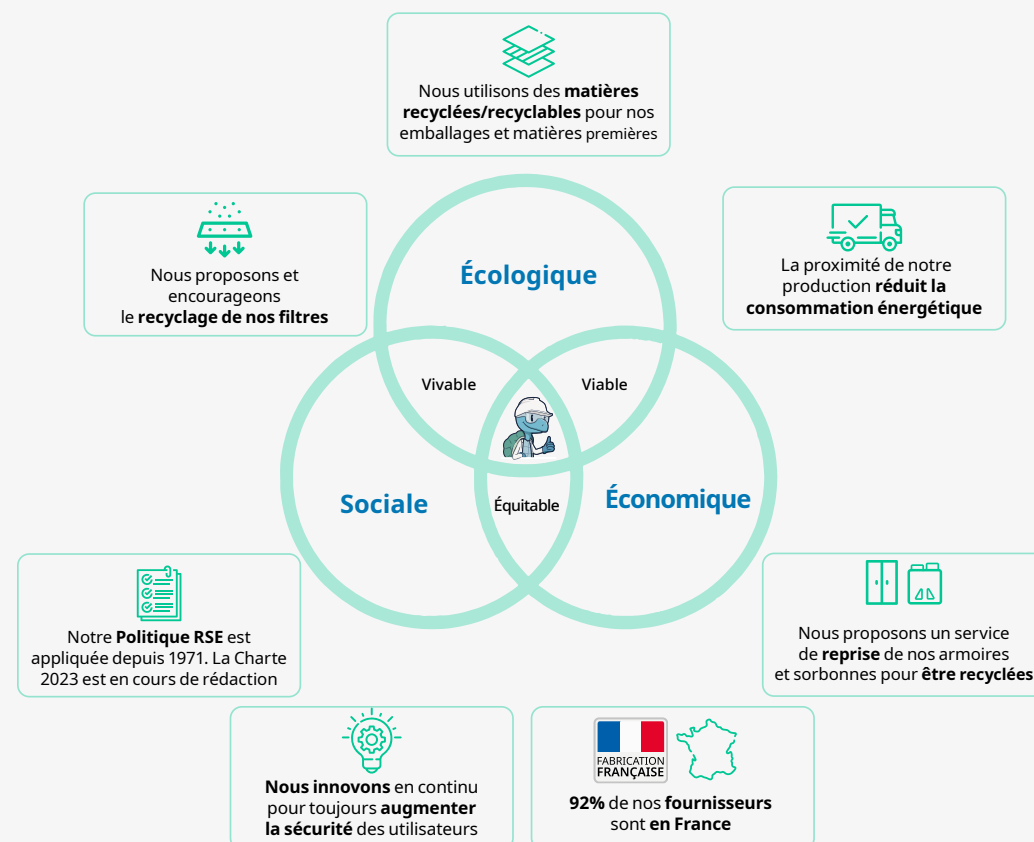 Nous utilisons des matières
recyclées/recyclables pour nos
emballages et matières premières
Nous proposons et
encourageons
le recyclage de nos filtres
La proximité de notre
production réduit la
consommation énergétique
Écologique
Vivable
Viable
Sociale
Équitable
Économique
Notre Politique RSE est
appliquée depuis 1971. La Charte
2023 est en cours de rédaction
Nous proposons un service
de reprise de nos armoires
et sorbonnes pour être recyclées
Nous innovons en continu
pour toujours augmenter
la sécurité des utilisateurs
FABRICATION
FRANÇAISE
92% de nos fournisseurs
sont en France